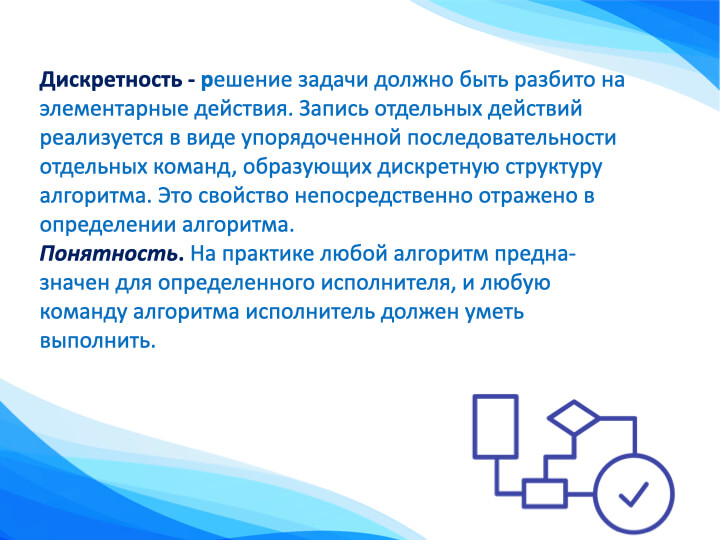 Дискретность - решение задачи должно быть разбито на
элементарные действия. Запись отдельных действий
реализуется в виде упорядоченной последовательности
отдельных команд, образующих дискретную структуру
алгоритма. Это свойство непосредственно отражено в
определении алгоритма.
Понятность. На практике любой алгоритм предна-
значен для определенного исполнителя, и любую
команду алгоритма исполнитель должен уметь
выполнить.